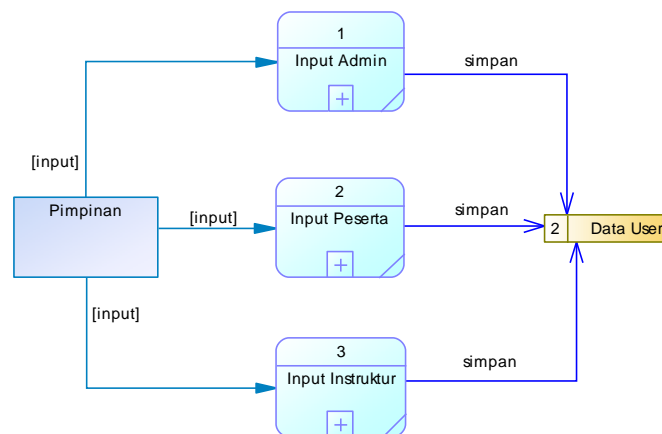 1
Input Admin
simpan
[input]
Pimpinan
[input]
2
Input Peserta
simpan
2 Data User
[input]
3
Input Instruktur
simpan